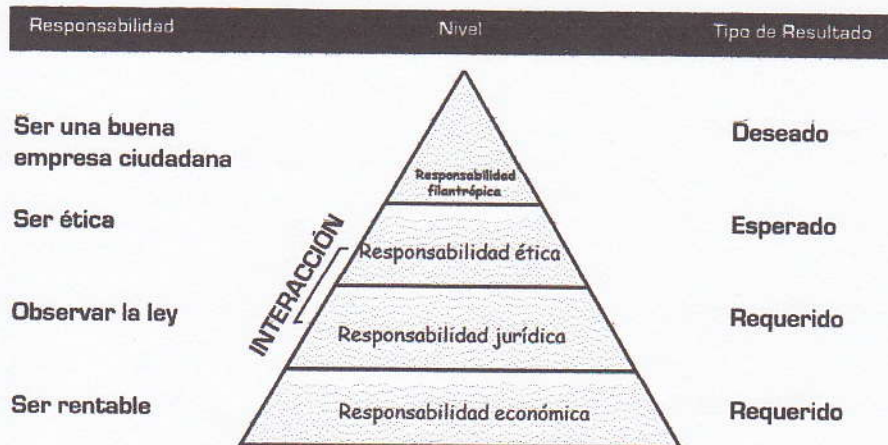 Responsabilidad Nivel Tipo de Resultado
Ser una buena
empresa ciudadana
Responsabilidad
filantrópica
Deseado
Ser ética
Responsabilidad ética
Esperado
INTERACCIÓN
Observar la ley
Responsabilidad jurídica
Requerido
Ser rentable
Responsabilidad económica
Requerido